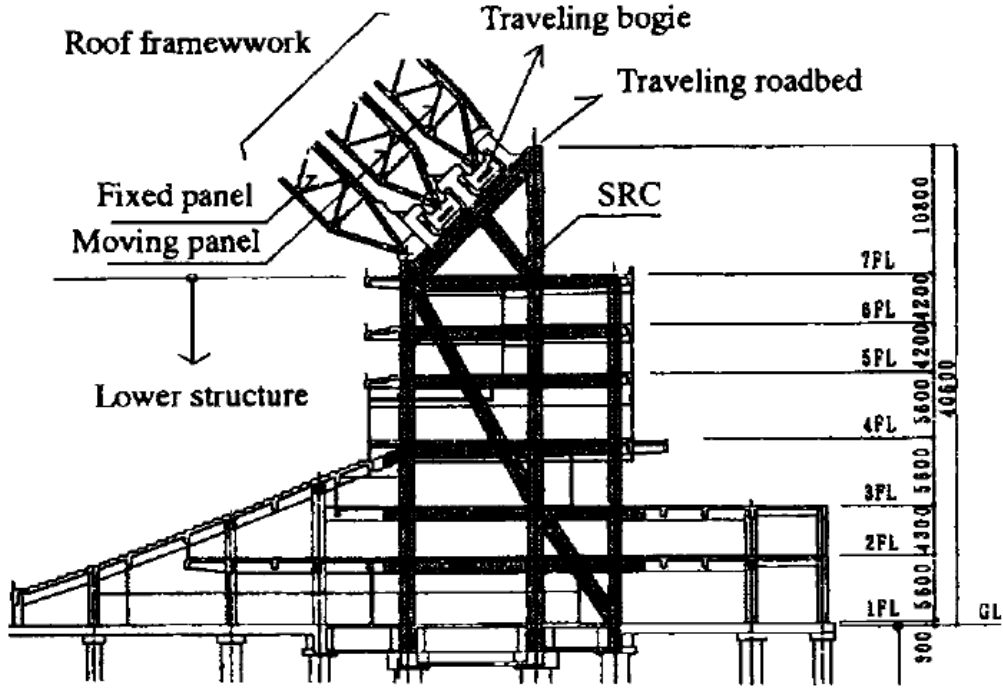 Traveling bogie
Roof framewwork
Traveling roadbed
Fixed panel
SRC
Moving panel
Lower structure
7FL
6FL
5FL
4FL
3FL
2FL
1FL
GL
10800
4200
4200
5600
5600
4300
5600
900
40600